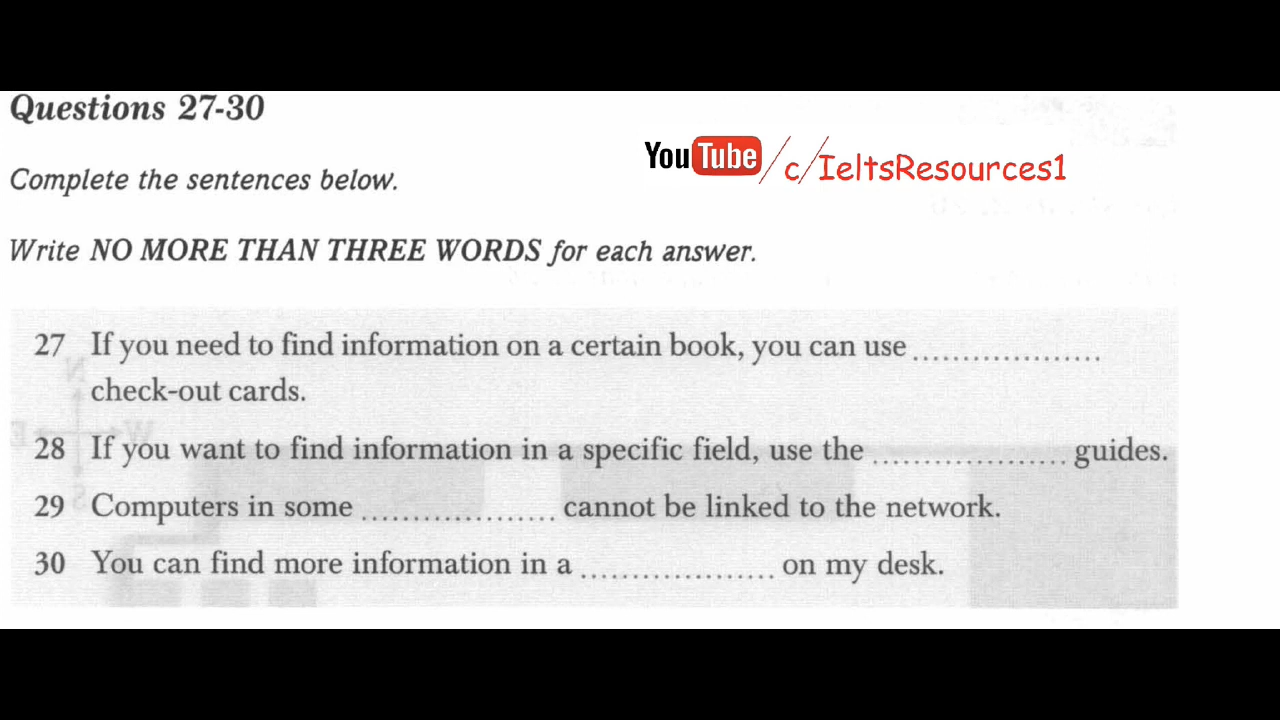 Questions 27-30
YouTube/c/IeltsResources1
Complete the sentences below.
Write NO MORE THAN THREE WORDS for each answer.
27 If you need to find information on a certain book, you can use ...................
check-out cards.
28 If you want to find information in a specific field, use the ................... guides.
29 Computers in some ................... cannot be linked to the network.
30 You can find more information in a ................... on my desk.
N
W
E
S